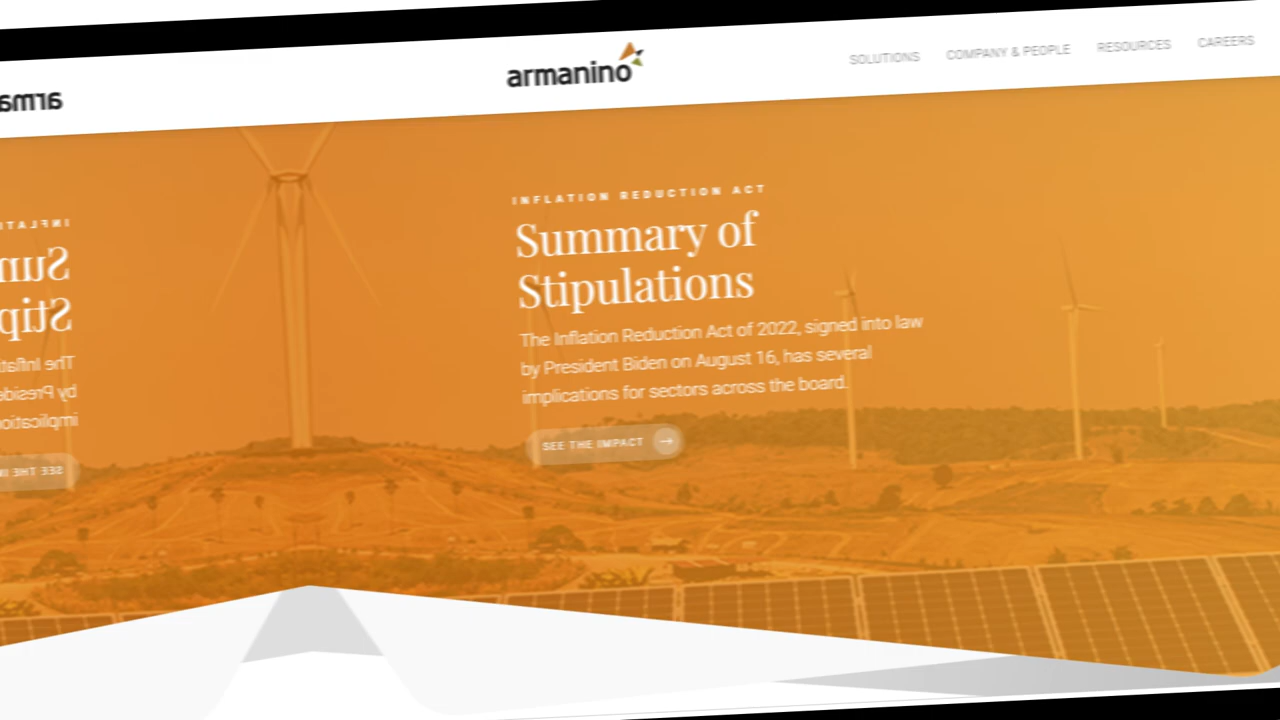 armanino
SOLUTIONS COMPANY & PEOPLE RESOURCES CAREERS
INFLATION REDUCTION ACT
Summary of
Stipulations
The Inflation Reduction Act of 2022, signed into law
by President Biden on August 16, has several
implications for sectors across the board.
SEE THE IMPACT